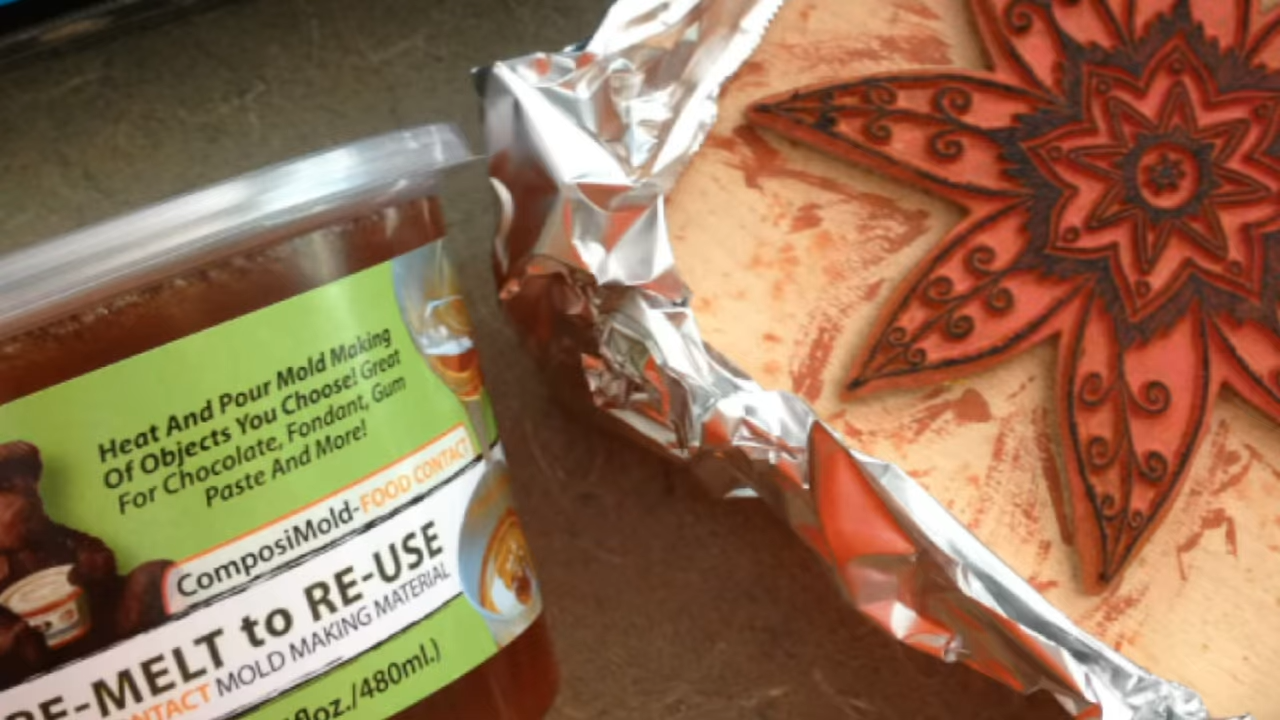 Heat And Pour Mold Making
Of Objects You Choose! Great
For Chocolate, Fondant, Gum
Paste And More!
ComposiMold-FOOD CONTACT
RE-MELT to RE-USE
CONTACT MOLD MAKING MATERIAL
oz./480ml.)